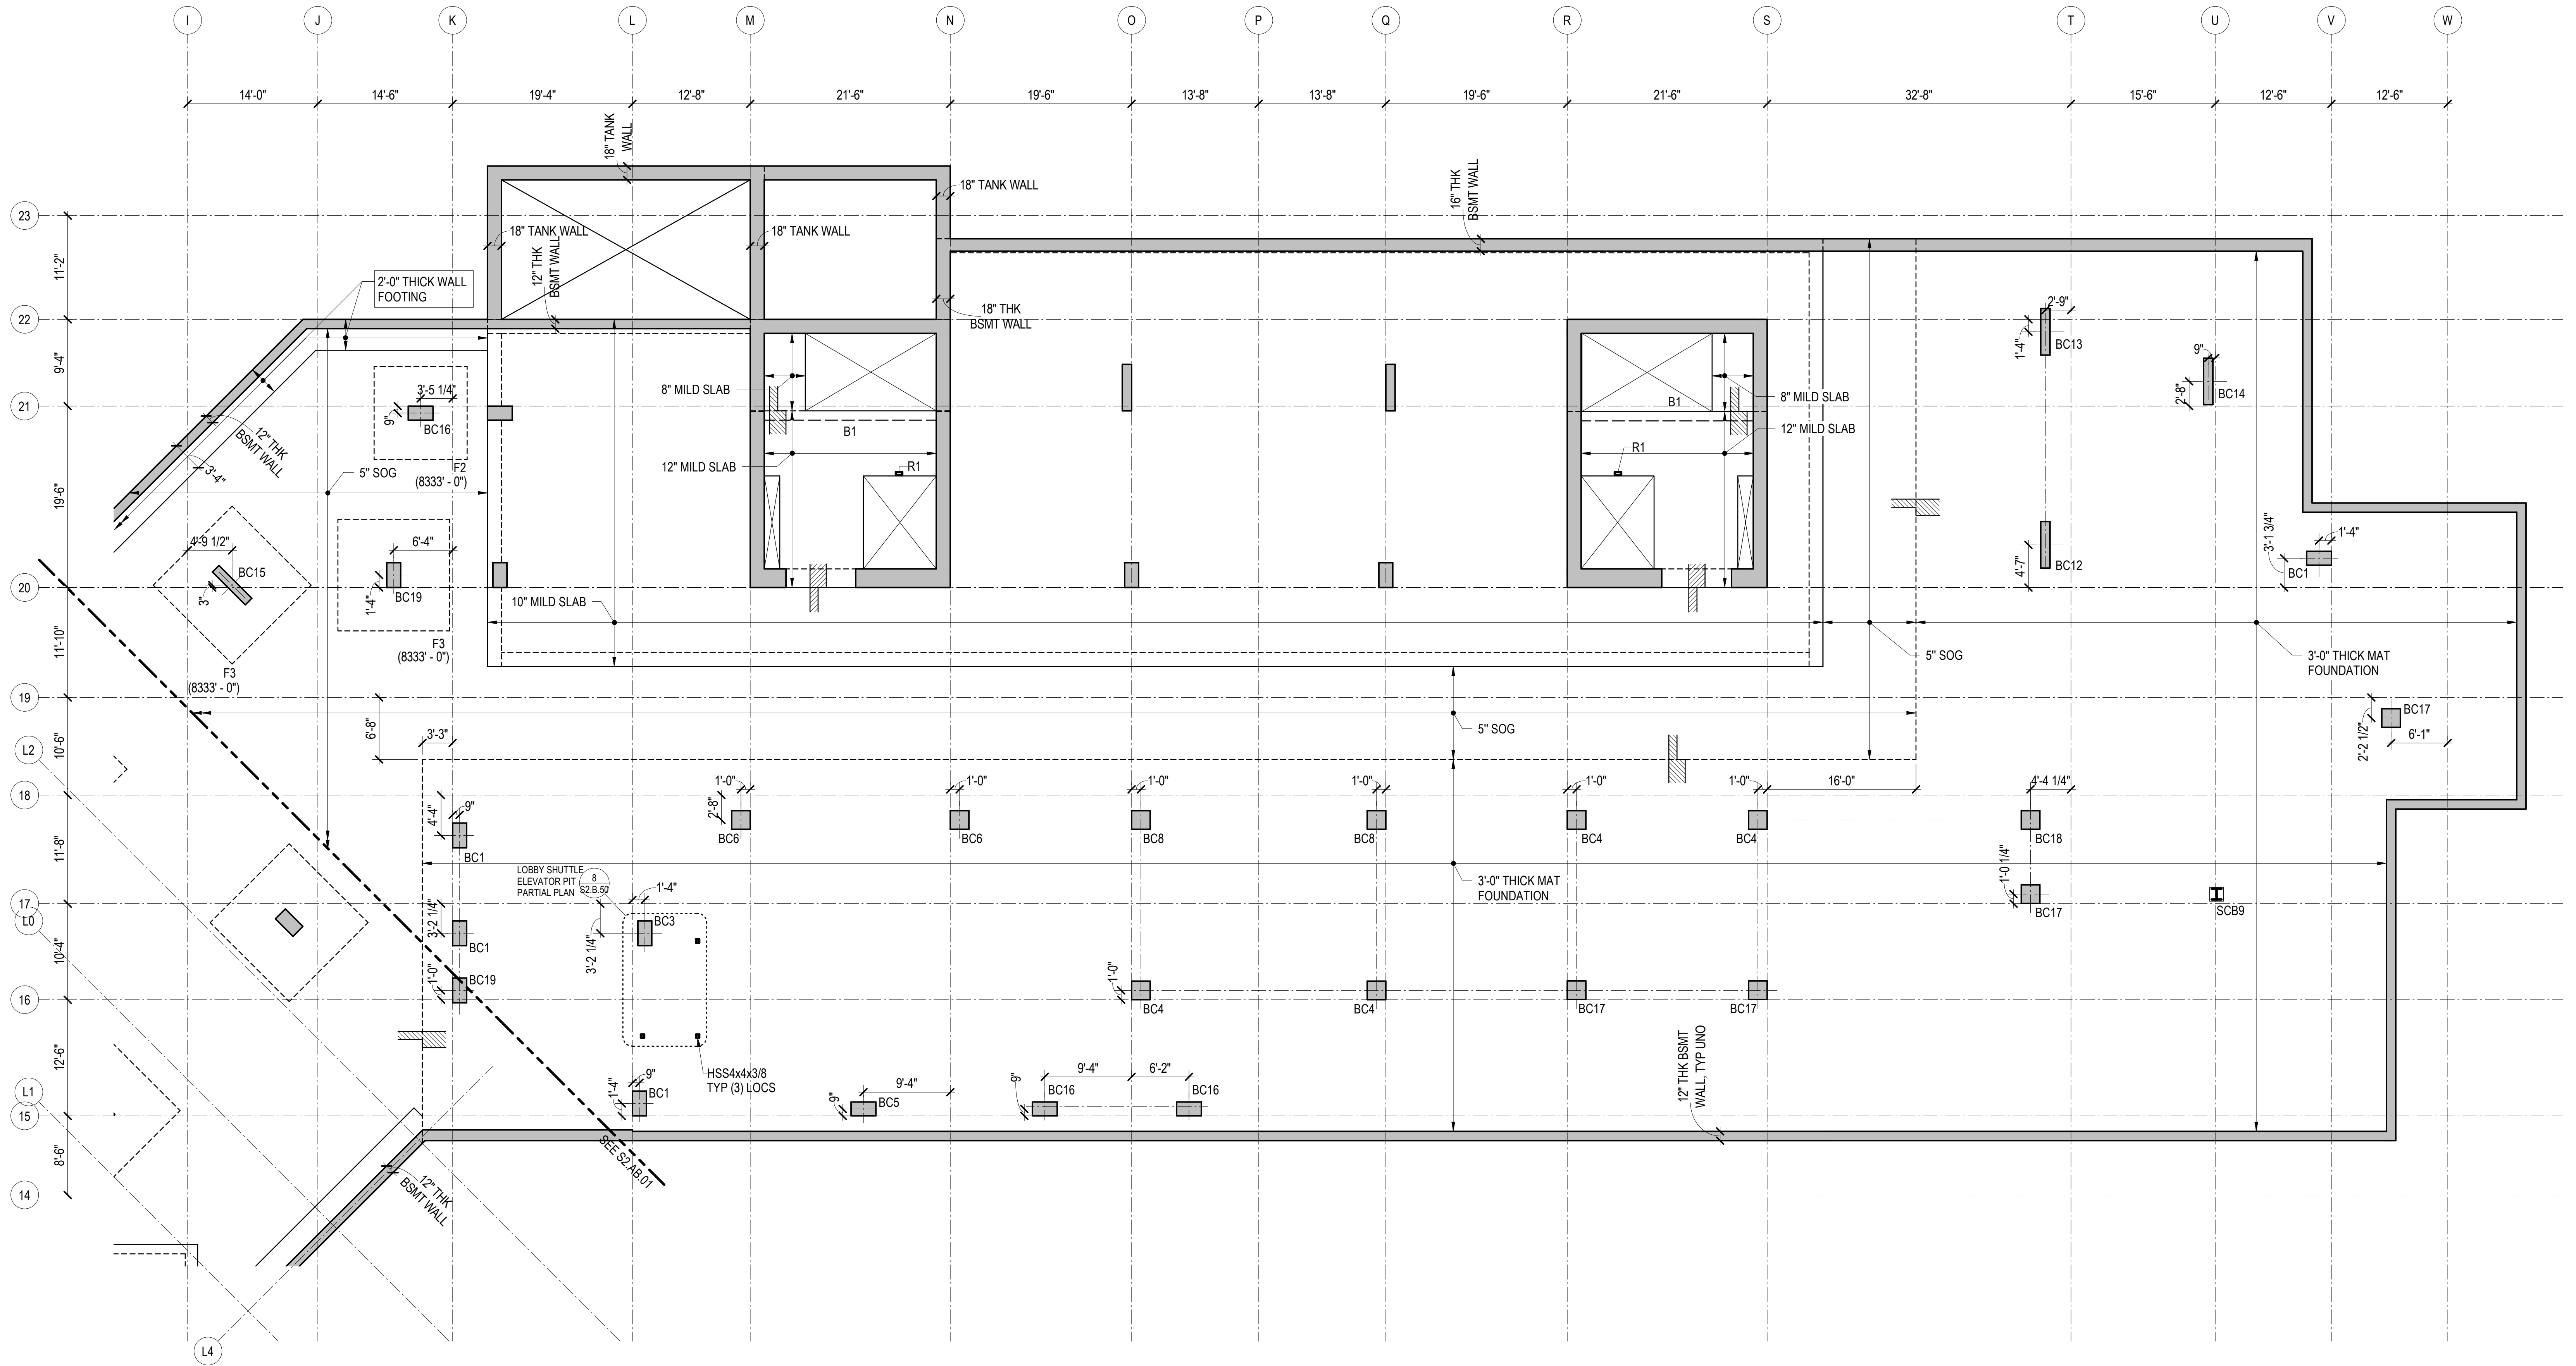 I
J
K
L
M
N
O
P
Q
R
S
T
U
V
W
14'-0"
14'-6"
19'-4"
12'-8"
21'-6"
19'-6"
13'-8"
13'-8"
19'-6"
21'-6"
32'-8"
15'-6"
12'-6"
12'-6"
18" TANK
WALL
18" TANK WALL
16" THK
BSMT WALL
23
18" TANK WALL
18" TANK WALL
12" THK
BSMT WALL
11'-2"
2'-0" THICK WALL
FOOTING
18" THK
BSMT WALL
2'-9"
22
1'-4"
BC13
9'-4"
9"
8" MILD SLAB
8" MILD SLAB
3'-5 1/4"
2'-8"
BC14
21
9"
BC16
B1
B1
12" THK
BSMT WALL
12" MILD SLAB
R1
R1
12" MILD SLAB
3'-4"
5" SOG
F2
(8333' - 0")
19'-6"
4'-9 1/2"
6'-4"
3'-1 3/4"
1'-4"
BC15
3"
BC19
1'-4"
4'-7"
BC12
BC1
20
10" MILD SLAB
11'-10"
F3
(8333' - 0")
F3
(8333' - 0")
5" SOG
3'-0" THICK MAT
FOUNDATION
19
6'-8"
3'-3"
5" SOG
BC17
2'-2 1/2"
6'-1"
L2
10'-6"
1'-0"
1'-0"
1'-0"
1'-0"
1'-0"
1'-0"
16'-0"
4'-4 1/4"
18
4'-4"
9"
2'-8"
BC6
BC6
BC8
BC8
BC4
BC4
BC18
BC1
11'-8"
LOBBY SHUTTLE
ELEVATOR PIT
PARTIAL PLAN
8
S2.B.50
1'-4"
3'-0" THICK MAT
FOUNDATION
1'-0 1/4"
17
L0
3'-2 1/4"
BC3
BC17
SCB9
BC1
3'-2 1/4"
10'-4"
BC19
1'-0"
1'-0"
16
BC4
BC4
BC17
BC17
12'-6"
12" THK BSMT
WALL, TYP UNO
HSS4x4x3/8
TYP (3) LOCS
L1
9"
1'-4"
BC1
9'-4"
9"
BC5
9'-4"
6'-2"
9"
BC16
BC16
15
8'-6"
SEE S2.AB.01
12" THK
BSMT WALL
14
L4